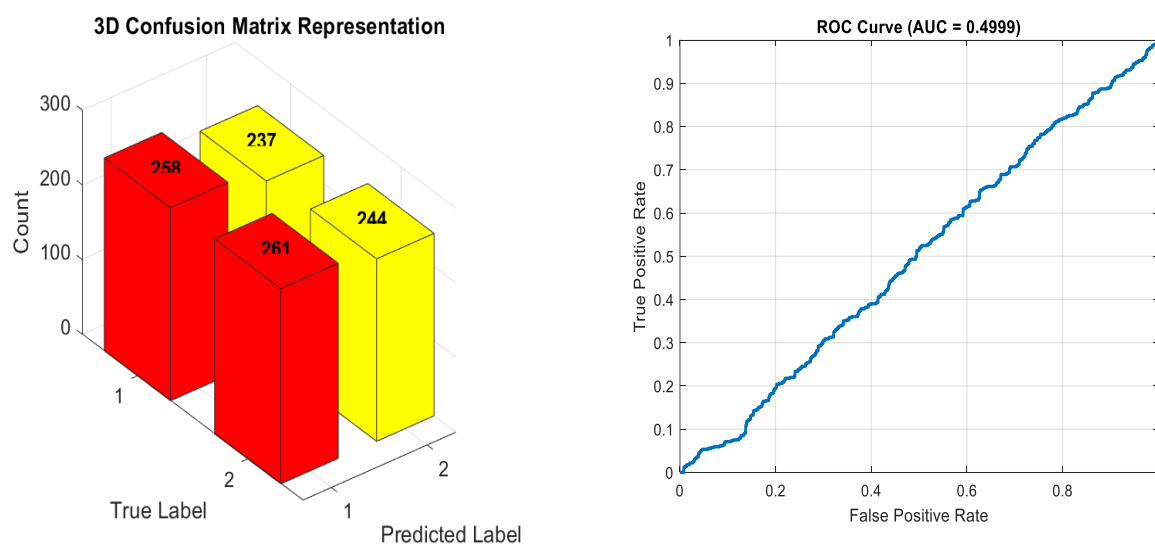 3D Confusion Matrix Representation
300
200
100
0
Count
237
258
244
261
1
2
True Label
1
2
Predicted Label
ROC Curve (AUC = 0.4999)
1
0.9
0.8
0.7
0.6
0.5
0.4
0.3
0.2
0.1
0
True Positive Rate
0 0.2 0.4 0.6 0.8
False Positive Rate